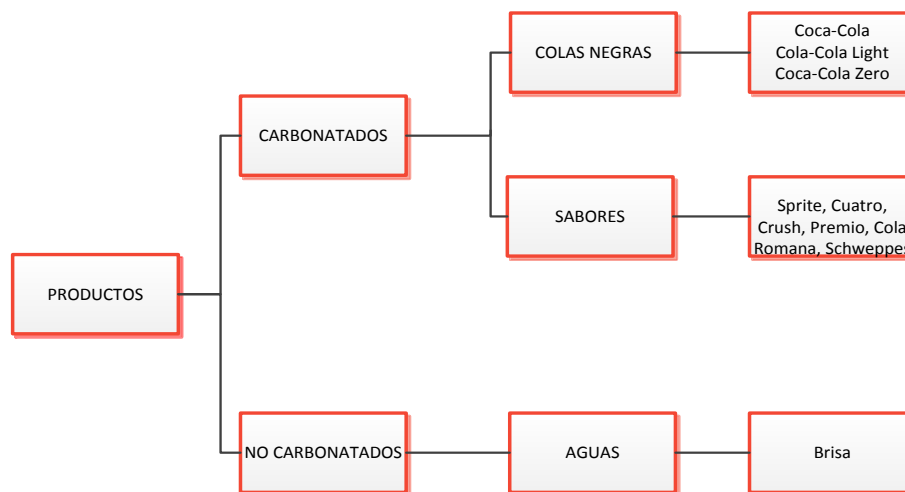 PRODUCTOS
CARBONATADOS
COLAS NEGRAS
Coca-Cola
Cola-Cola Light
Coca-Cola Zero
SABORES
Sprite, Cuatro,
Crush, Premio, Cola
Romana, Schweppes
NO CARBONATADOS
AGUAS
Brisa